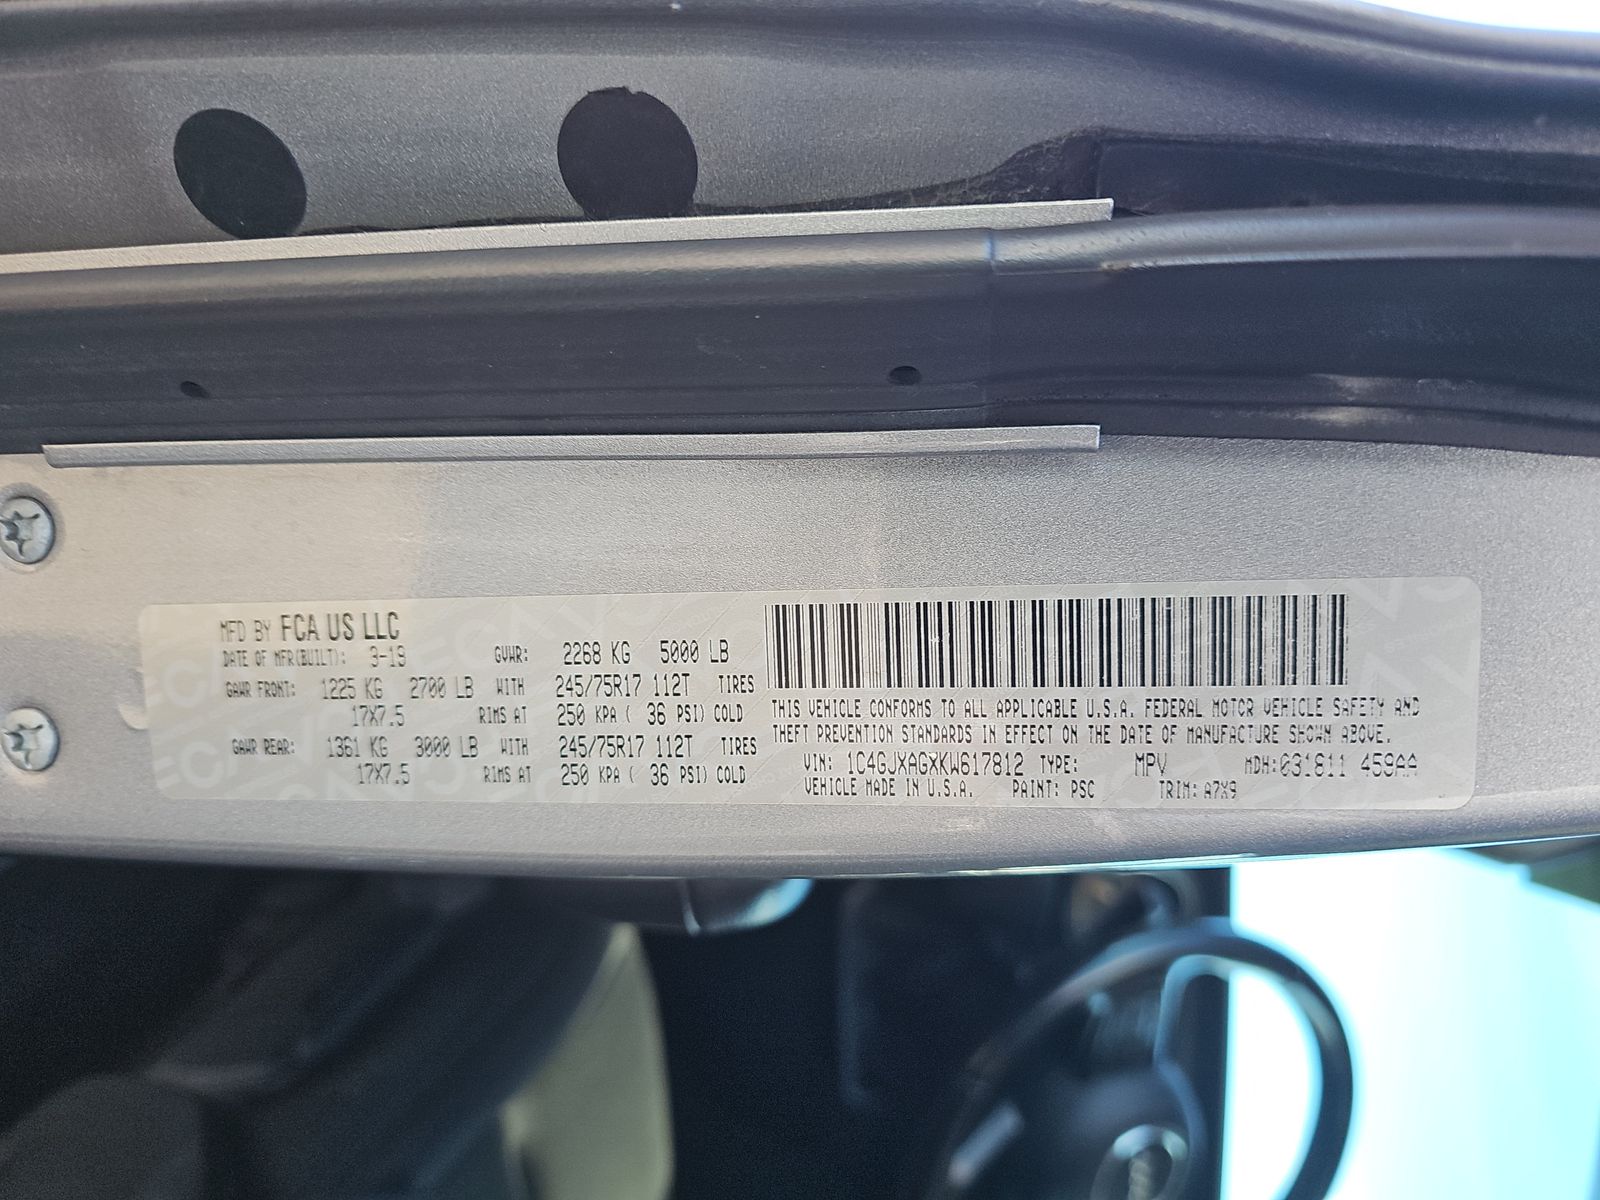 MFD BY FCA US LLC
DATE OF MFR(BUILT): 3-19 GVWR: 2268 KG 5000 LB
GAWR FRONT: 1225 KG 2700 LB WITH 245/75R17 112T TIRES
17X7.5 RIMS AT 250 KPA ( 36 PSI) COLD
GAWR REAR: 1361 KG 3000 LB WITH 245/75R17 112T TIRES
17X7.5 RIMS AT 250 KPA ( 36 PSI) COLD
THIS VEHICLE CONFORMS TO ALL APPLICABLE U.S.A. FEDERAL MOTOR VEHICLE SAFETY AND
THEFT PREVENTION STANDARDS IN EFFECT ON THE DATE OF MANUFACTURE SHOWN ABOVE.
VIN: 1C4GJXAGXKW617812 TYPE: MPV MDH: 031811 459AA
VEHICLE MADE IN U.S.A. PAINT: PSC TRIM: A7X9